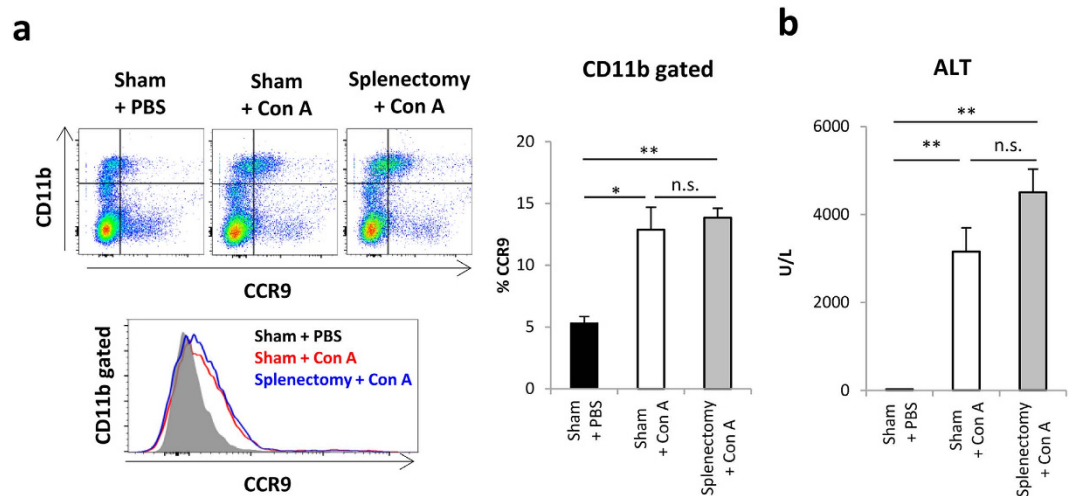 a
Sham
+ PBS
Sham
+ Con A
Splenectomy
+ Con A
CD11b
CCR9
CD11b gated
Sham + PBS
Sham + Con A
Splenectomy + Con A
CCR9
CD11b gated
% CCR9
20
15
10
5
0
**
*
n.s.
Sham
+ PBS
Sham
+ Con A
Splenectomy
+ Con A
b
ALT
U/L
6000
4000
2000
0
**
**
n.s.
Sham
+ PBS
Sham
+ Con A
Splenectomy
+ Con A